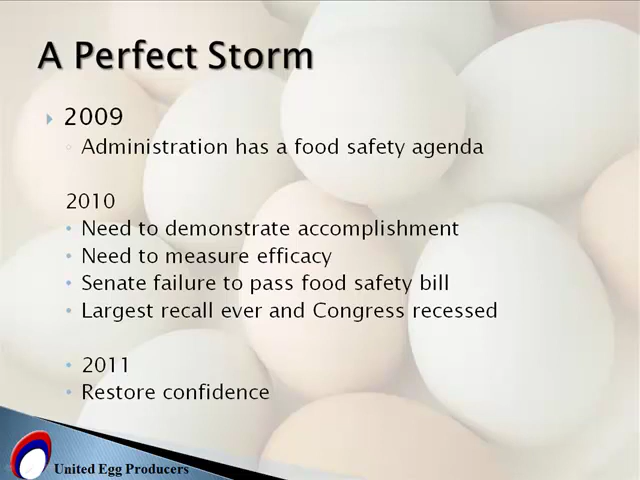 A Perfect Storm
2009
Administration has a food safety agenda
2010
Need to demonstrate accomplishment
Need to measure efficacy
Senate failure to pass food safety bill
Largest recall ever and Congress recessed
2011
Restore confidence
United Egg Producers